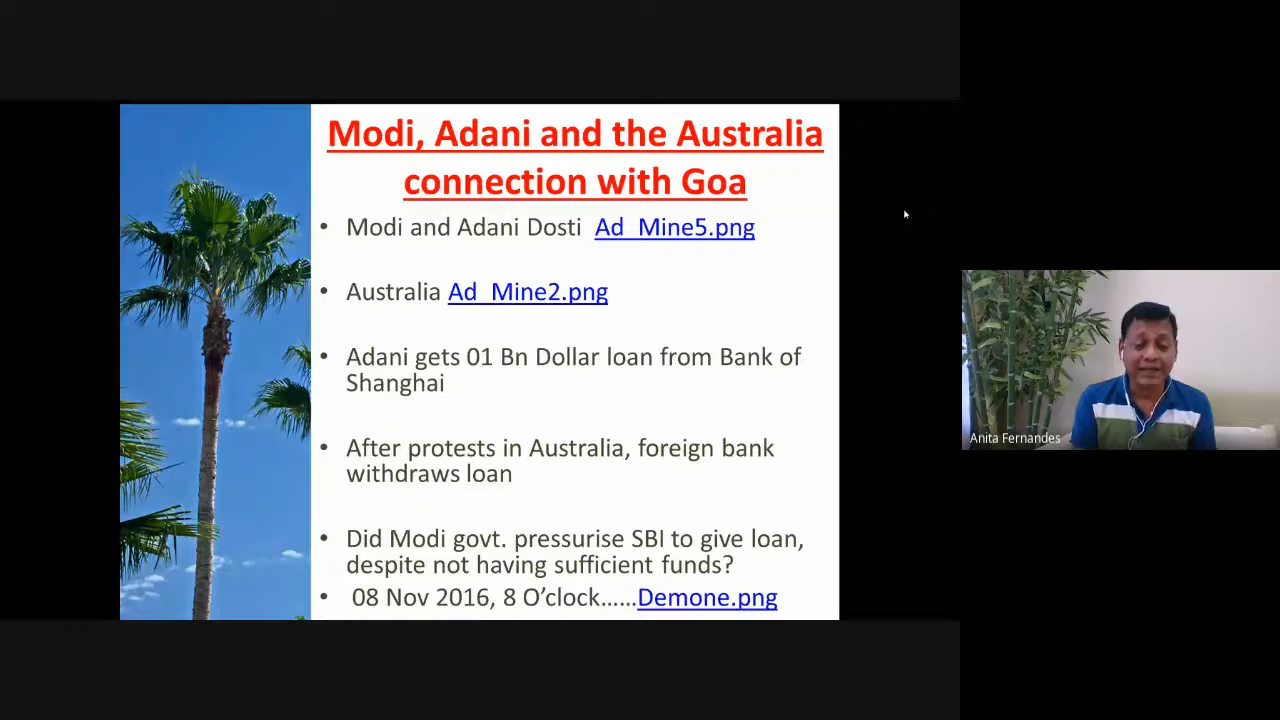 Modi, Adani and the Australia
connection with Goa
• Modi and Adani Dosti Ad_Mine5.png
• Australia Ad_Mine2.png
• Adani gets 01 Bn Dollar loan from Bank of
Shanghai
• After protests in Australia, foreign bank
withdraws loan
• Did Modi govt. pressurise SBI to give loan,
despite not having sufficient funds?
• 08 Nov 2016, 8 O’clock……Demone.png
Anita Fernandes